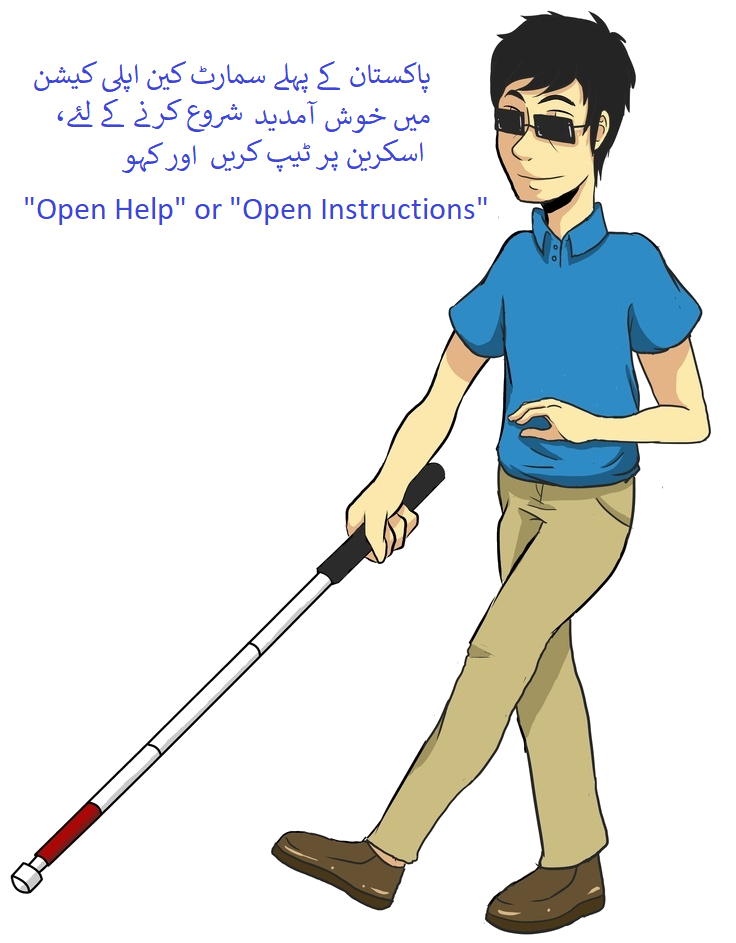 پاکستان کے پہلے سمارٹ کین اپلی کیشن
میں خوش آمدید شروع کرنے کے لئے،
اسکرین پر ٹیپ کریں اور کہو
"Open Help" or "Open Instructions"